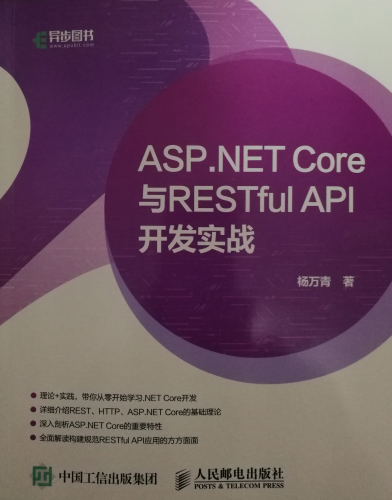 异步图书
www.epubit.com
ASP.NET Core
与RESTful API
开发实战
杨万青 著
理论+实践，带你从零开始学习.NET Core开发
详细介绍REST、HTTP、ASP.NET Core的基础理论
深入剖析ASP.NET Core的重要特性
全面解读构建规范RESTful API应用的方方面面
中国工信出版集团
人民邮电出版社
POSTS & TELECOM PRESS